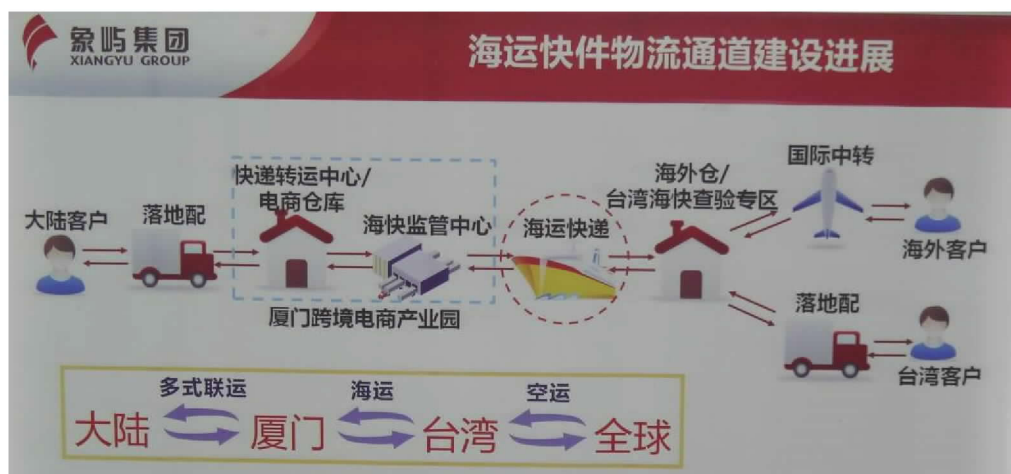 象屿集团
XIANGYU GROUP
海运快件物流通道建设进展
国际中转
快递转运中心/
电商仓库
海外仓/
台湾海快查验专区
大陆客户
落地配
海快监管中心
海运快递
海外客户
厦门跨境电商产业园
落地配
台湾客户
多式联运
海运
空运
大陆
厦门
台湾
全球